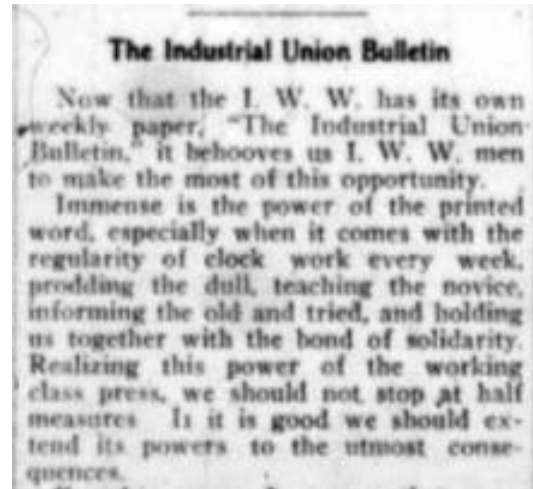 The Industrial Union Bulletin
Now that the I. W. W. has its own
weekly paper, "The Industrial Union
Bulletin," it behooves us I. W. W. men
to make the most of this opportunity.
Immense is the power of the printed
word, especially when it comes with the
regularity of clock work every week,
prodding the dull, teaching the novice,
informing the old and tried, and holding
us together with the bond of solidarity.
Realizing this power of the working
class press, we should not stop at half
measures It it is good we should ex-
tend its powers to the utmost conse-
quences.